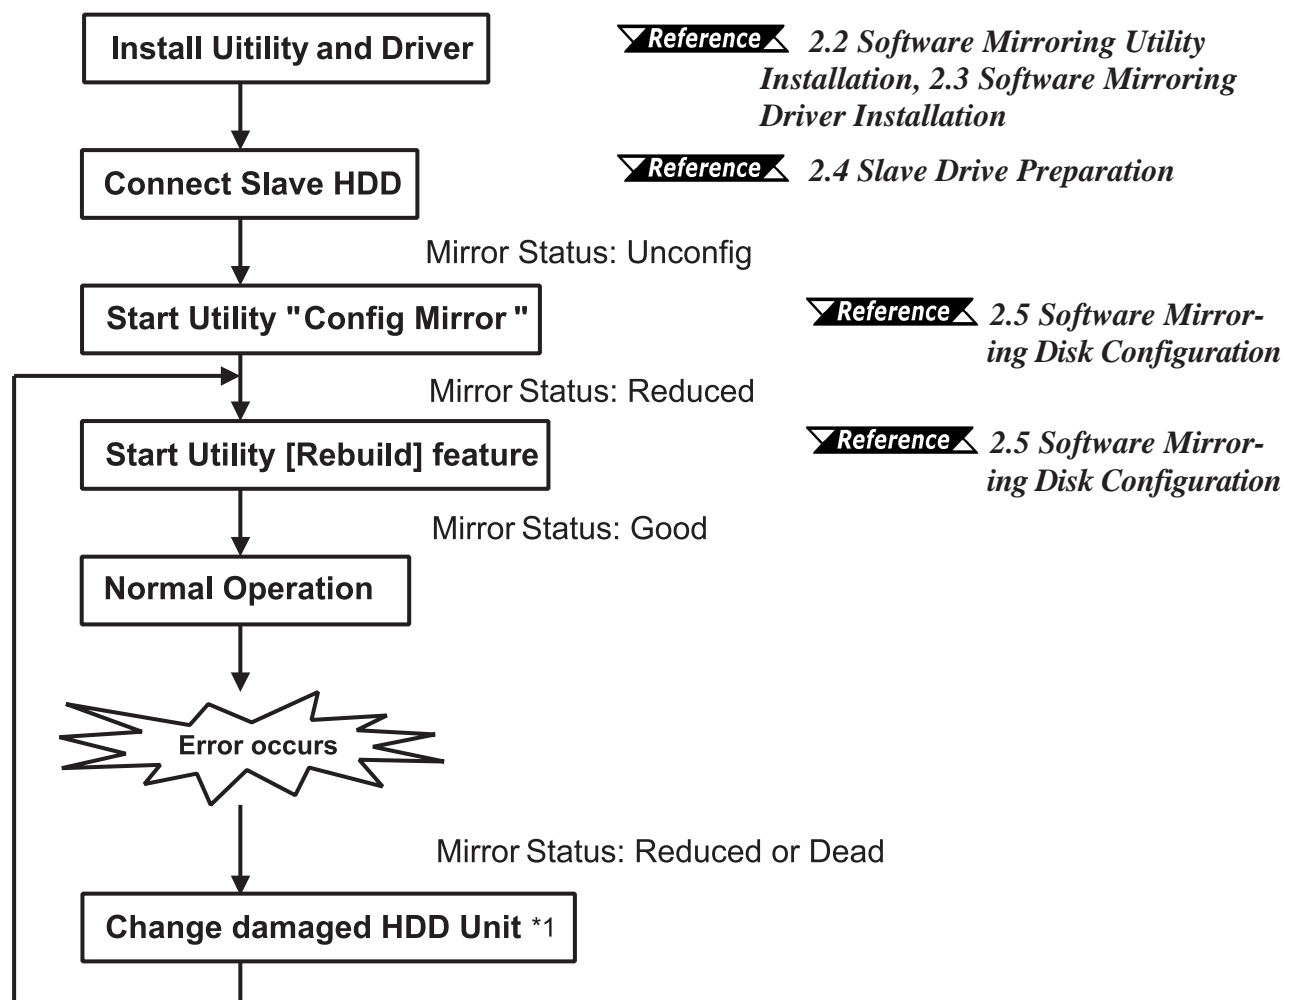 Install Uitility and Driver
Reference 2.2 Software Mirroring Utility
Installation, 2.3 Software Mirroring
Driver Installation
Connect Slave HDD
Reference 2.4 Slave Drive Preparation
Mirror Status: Unconfig
Start Utility "Config Mirror "
Reference 2.5 Software Mirror-
ing Disk Configuration
Mirror Status: Reduced
Start Utility [Rebuild] feature
Reference 2.5 Software Mirror-
ing Disk Configuration
Mirror Status: Good
Normal Operation
Error occurs
Mirror Status: Reduced or Dead
Change damaged HDD Unit *1